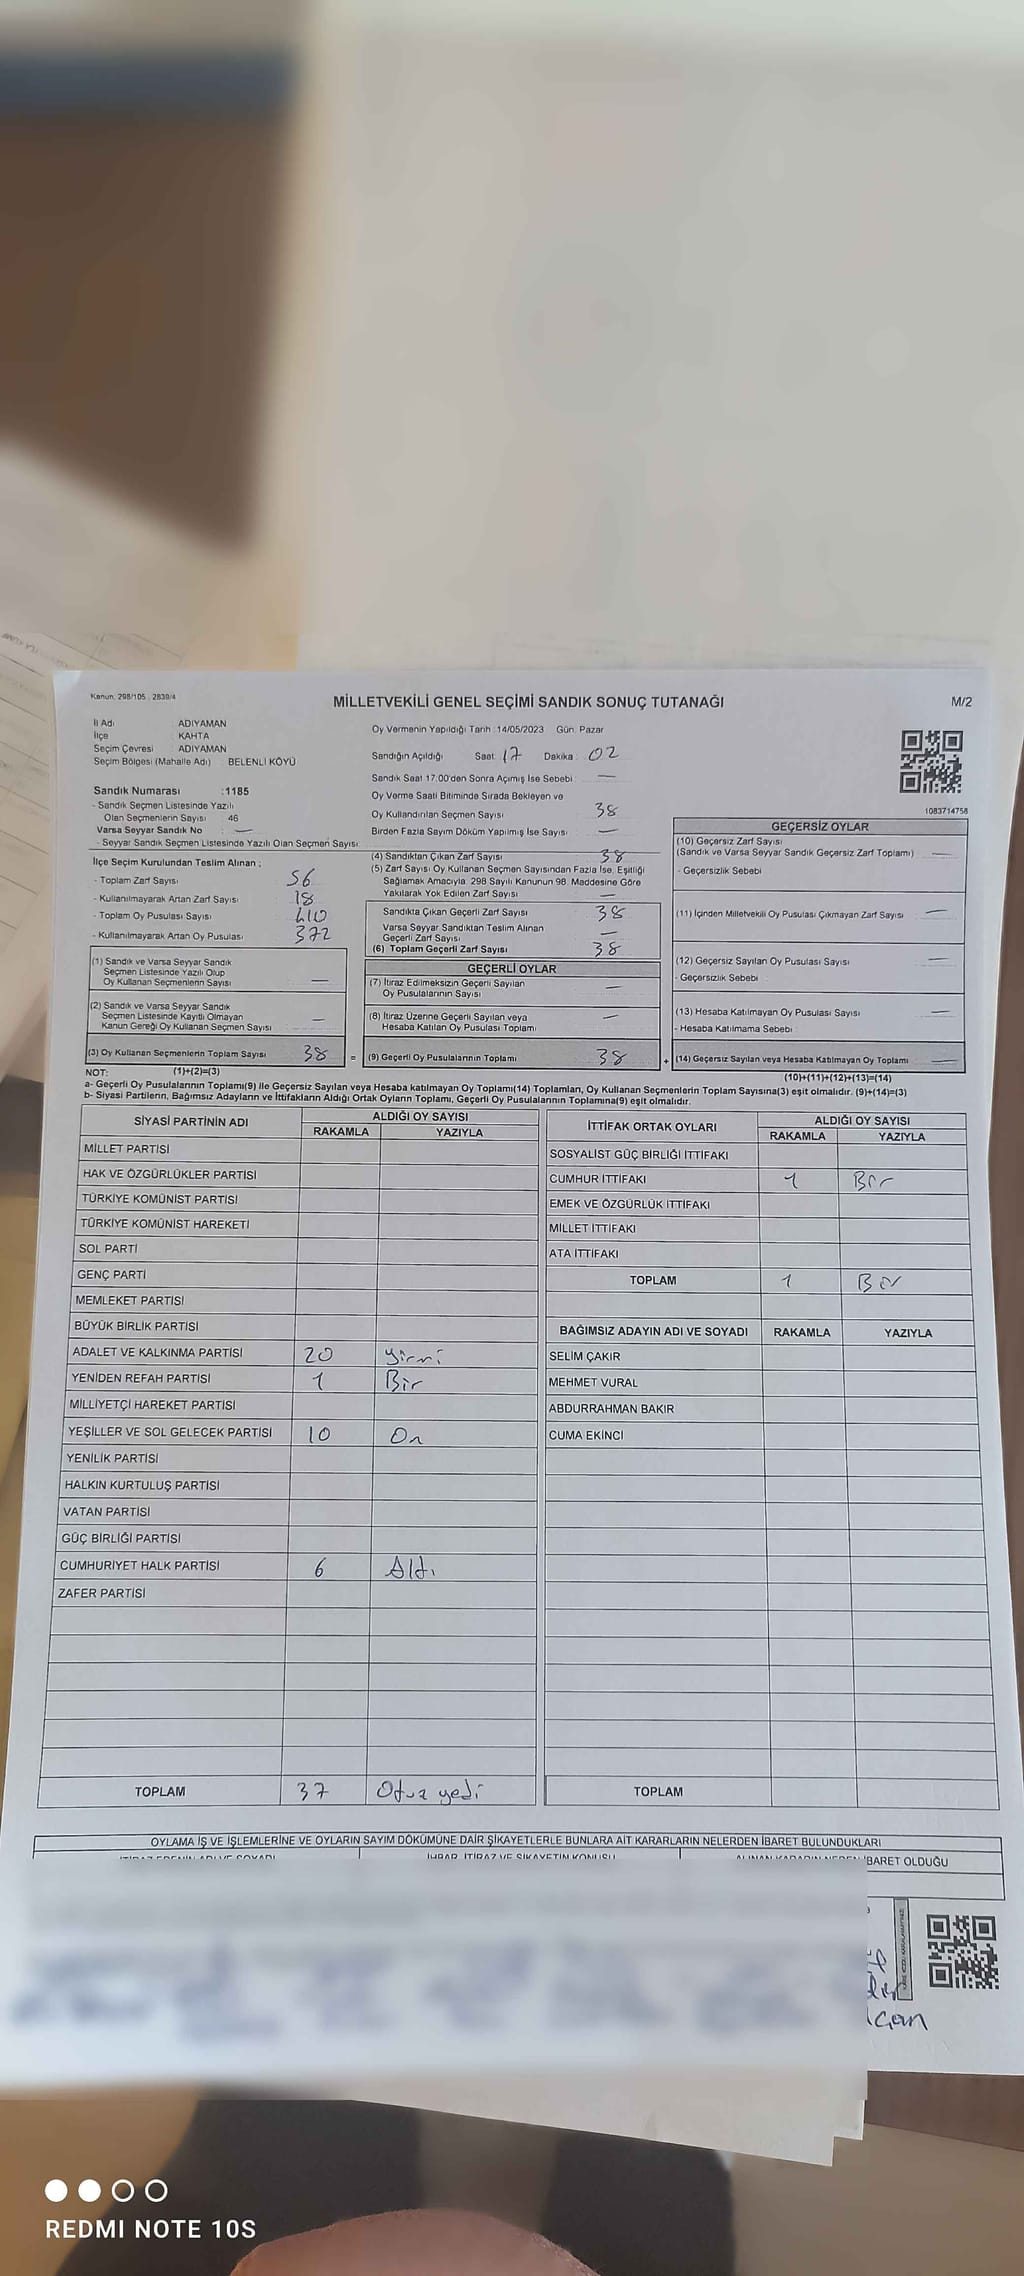 Kanun: 298/105 , 2839/4
MİLLETVEKİLİ GENEL SEÇİMİ SANDIK SONUÇ TUTANAĞI
M/2
İl Adı : ADIYAMAN
İlçe : KAHTA
Seçim Çevresi : ADIYAMAN
Seçim Bölgesi (Mahalle Adı) : BELENLİ KÖYÜ
Sandık Numarası :1185
- Sandık Seçmen Listesinde Yazılı
Olan Seçmenlerin Sayısı : 46
Varsa Seyyar Sandık No : —
- Seyyar Sandık Seçmen Listesinde Yazılı Olan Seçmen Sayısı:
İlçe Seçim Kurulundan Teslim Alınan ;
- Toplam Zarf Sayısı : 56
- Kullanılmayarak Artan Zarf Sayısı : 18
- Toplam Oy Pusulası Sayısı : 410
- Kullanılmayarak Artan Oy Pusulası : 372
(1) Sandık ve Varsa Seyyar Sandık
Seçmen Listesinde Yazılı Olup
Oy Kullanan Seçmenlerin Sayısı : —
(2) Sandık ve Varsa Seyyar Sandık
Seçmen Listesinde Kayıtlı Olmayan
Kanun Gereği Oy Kullanan Seçmen Sayısı : —
(3) Oy Kullanan Seçmenlerin Toplam Sayısı : 38
Oy Vermenin Yapıldığı Tarih : 14/05/2023 Gün: Pazar
Sandığın Açıldığı Saat: 17 Dakika : 02
Sandık Saat 17:00'den Sonra Açılmış İse Sebebi : —
Oy Verme Saati Bitiminde Sırada Bekleyen ve
Oy Kullandırılan Seçmen Sayısı : 38
Birden Fazla Sayım Döküm Yapılmış İse Sayısı : —
(4) Sandıktan Çıkan Zarf Sayısı : 38
(5) Zarf Sayısı Oy Kullanan Seçmen Sayısından Fazla İse, Eşitliği
Sağlamak Amacıyla 298 Sayılı Kanunun 98. Maddesine Göre
Yakılarak Yok Edilen Zarf Sayısı : —
Sandıkta Çıkan Geçerli Zarf Sayısı : 38
Varsa Seyyar Sandıktan Teslim Alınan
Geçerli Zarf Sayısı : —
(6) Toplam Geçerli Zarf Sayısı : 38
GEÇERLİ OYLAR
(7) İtiraz Edilmeksizin Geçerli Sayılan
Oy Pusulalarının Sayısı : —
(8) İtiraz Üzerine Geçerli Sayılan veya
Hesaba Katılan Oy Pusulası Toplamı : —
= (9) Geçerli Oy Pusulalarının Toplamı : 38
1083714758
GEÇERSİZ OYLAR
(10) Geçersiz Zarf Sayısı
(Sandık ve Varsa Seyyar Sandık Geçersiz Zarf Toplamı) : —
- Geçersizlik Sebebi :
(11) İçinden Milletvekili Oy Pusulası Çıkmayan Zarf Sayısı : —
(12) Geçersiz Sayılan Oy Pusulası Sayısı : —
- Geçersizlik Sebebi :
(13) Hesaba Katılmayan Oy Pusulası Sayısı : —
- Hesaba Katılmama Sebebi :
+ (14) Geçersiz Sayılan veya Hesaba Katılmayan Oy Toplamı : —
NOT: (1)+(2)=(3) (10)+(11)+(12)+(13)=(14)
a- Geçerli Oy Pusulalarının Toplamı(9) ile Geçersiz Sayılan veya Hesaba katılmayan Oy Toplamı(14) Toplamları, Oy Kullanan Seçmenlerin Toplam Sayısına(3) eşit olmalıdır. (9)+(14)=(3)
b- Siyasi Partilerin, Bağımsız Adayların ve İttifakların Aldığı Ortak Oyların Toplamı, Geçerli Oy Pusulalarının Toplamına(9) eşit olmalıdır.
SİYASİ PARTİNİN ADI ALDIĞI OY SAYISI
RAKAMLA YAZIYLA
MİLLET PARTİSİ
HAK VE ÖZGÜRLÜKLER PARTİSİ
TÜRKİYE KOMÜNİST PARTİSİ
TÜRKİYE KOMÜNİST HAREKETİ
SOL PARTİ
GENÇ PARTİ
MEMLEKET PARTİSİ
BÜYÜK BİRLİK PARTİSİ
ADALET VE KALKINMA PARTİSİ 20 Yirmi
YENİDEN REFAH PARTİSİ 1 Bir
MİLLİYETÇİ HAREKET PARTİSİ
YEŞİLLER VE SOL GELECEK PARTİSİ 10 On
YENİLİK PARTİSİ
HALKIN KURTULUŞ PARTİSİ
VATAN PARTİSİ
GÜÇ BİRLİĞİ PARTİSİ
CUMHURİYET HALK PARTİSİ 6 Altı
ZAFER PARTİSİ
TOPLAM 37 Otuz yedi
İTTİFAK ORTAK OYLARI ALDIĞI OY SAYISI
RAKAMLA YAZIYLA
SOSYALİST GÜÇ BİRLİĞİ İTTİFAKI
CUMHUR İTTİFAKI 1 Bir
EMEK VE ÖZGÜRLÜK İTTİFAKI
MİLLET İTTİFAKI
ATA İTTİFAKI
TOPLAM 1 Bir
BAĞIMSIZ ADAYIN ADI VE SOYADI RAKAMLA YAZIYLA
SELİM ÇAKIR
MEHMET VURAL
ABDURRAHMAN BAKIR
CUMA EKİNCİ
TOPLAM
OYLAMA İŞ VE İŞLEMLERİNE VE OYLARIN SAYIM DÖKÜMÜNE DAİR ŞİKAYETLERLE BUNLARA AİT KARARLARIN NELERDEN İBARET BULUNDUKLARI
İTİRAZ EDENİN ADI VE SOYADI İHBAR, İTİRAZ VE ŞİKAYETİN KONUSU ALINAN KARARIN NEDEN İBARET OLDUĞU
REDMI NOTE 10S